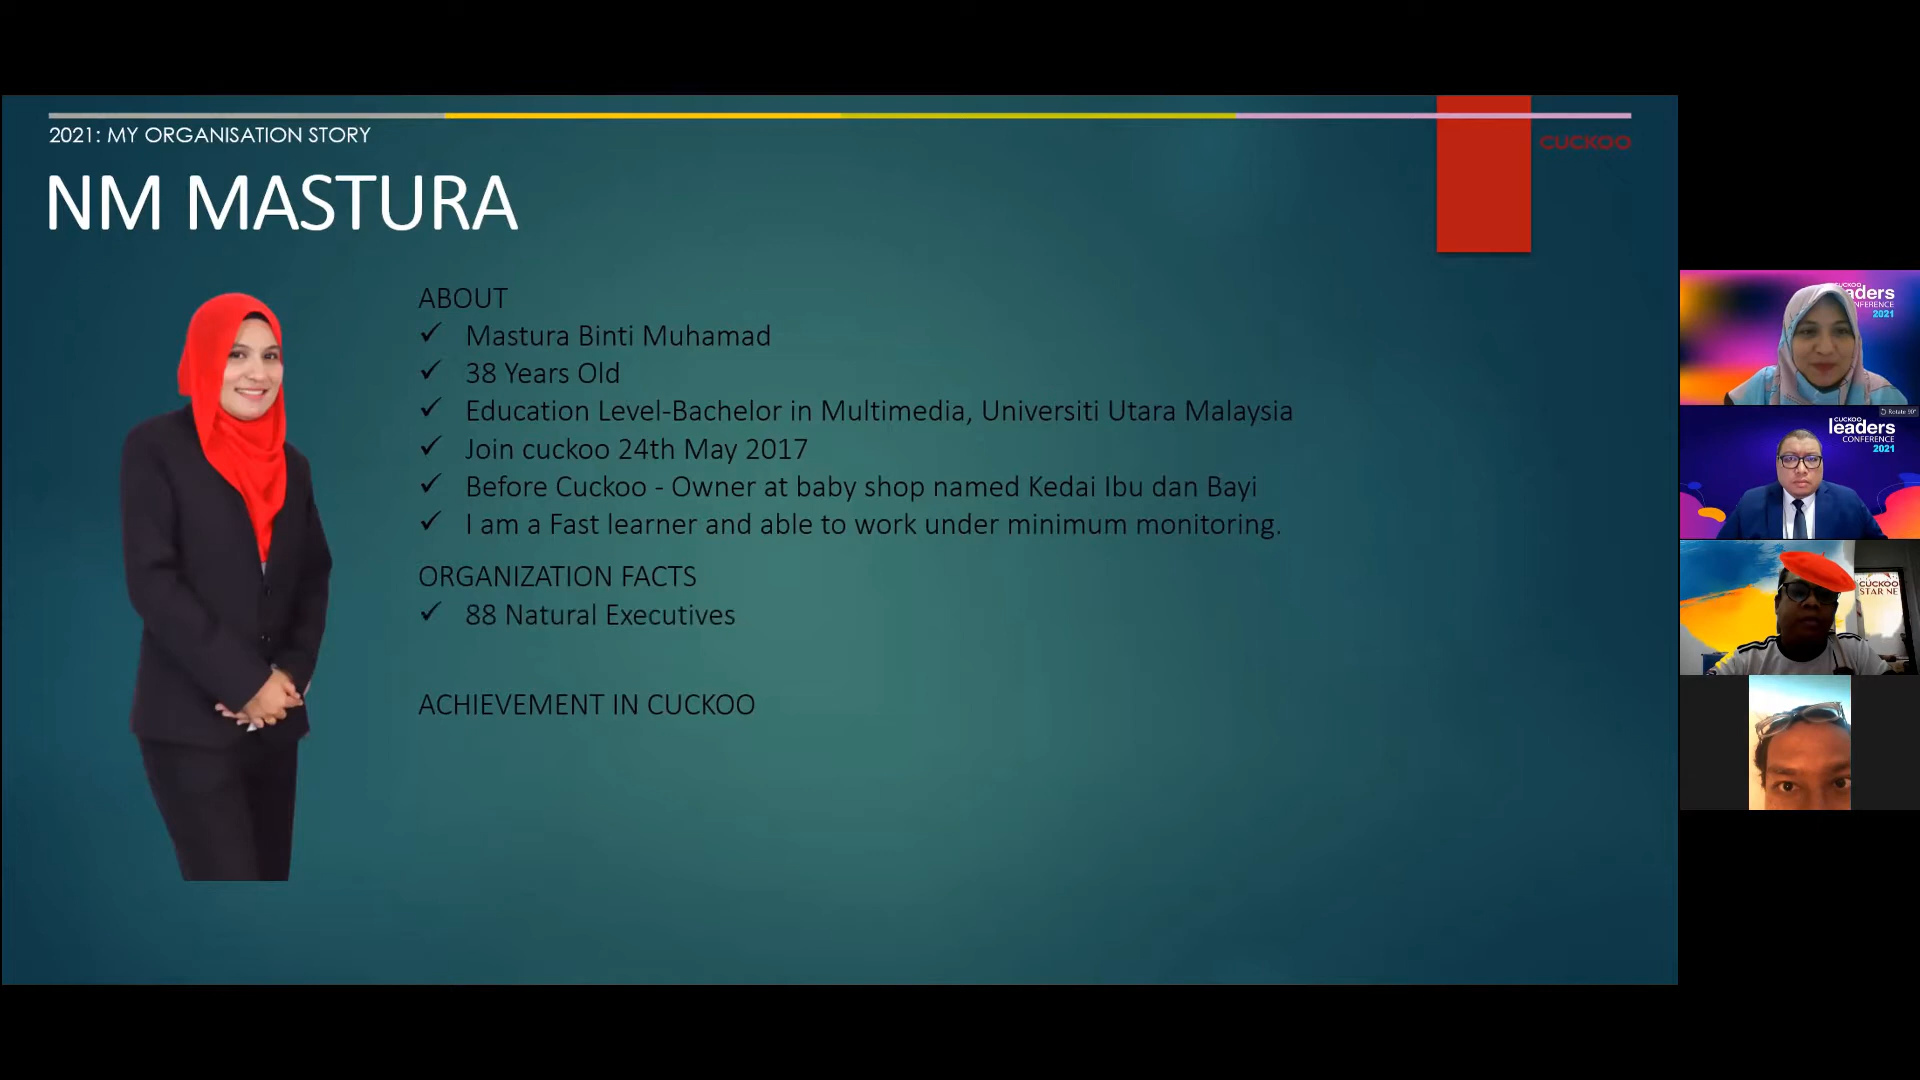 2021: MY ORGANISATION STORY
CUCKOO
NM MASTURA
ABOUT
✓ Mastura Binti Muhamad
✓ 38 Years Old
✓ Education Level-Bachelor in Multimedia, Universiti Utara Malaysia
✓ Join cuckoo 24th May 2017
✓ Before Cuckoo - Owner at baby shop named Kedai Ibu dan Bayi
✓ I am a Fast learner and able to work under minimum monitoring.
ORGANIZATION FACTS
✓ 88 Natural Executives
ACHIEVEMENT IN CUCKOO
2021
Rotate 90°
CUCKOO
leaders
CONFERENCE
2021
CUCKOO